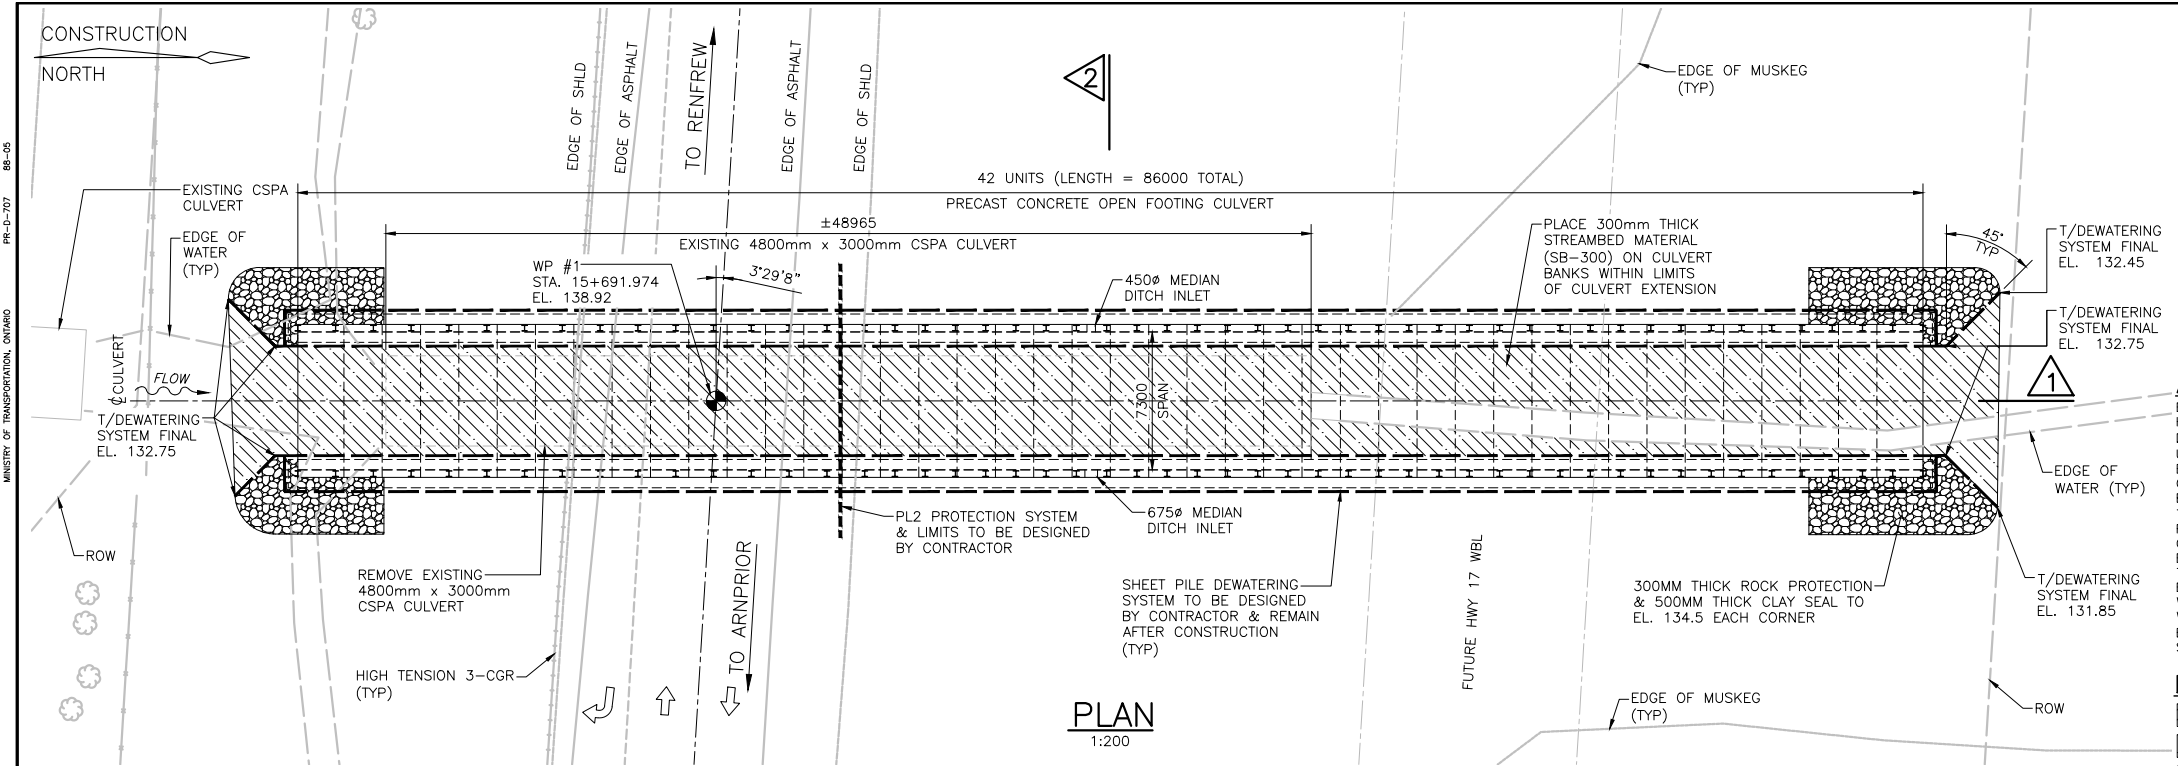 CONSTRUCTION
NORTH
88-05
PR-D-707
MINISTRY OF TRANSPORTATION, ONTARIO
EXISTING CSPA
CULVERT
EDGE OF
WATER
(TYP)
℄ CULVERT
FLOW
T/DEWATERING
SYSTEM FINAL
EL. 132.75
ROW
EDGE OF SHLD
EDGE OF ASPHALT
TO RENFREW
EDGE OF ASPHALT
EDGE OF SHLD
2
EDGE OF MUSKEG
(TYP)
42 UNITS (LENGTH = 86000 TOTAL)
PRECAST CONCRETE OPEN FOOTING CULVERT
±48965
EXISTING 4800mm x 3000mm CSPA CULVERT
WP #1
STA. 15+691.974
EL. 138.92
3°29'8"
450ø MEDIAN
DITCH INLET
PLACE 300mm THICK
STREAMBED MATERIAL
(SB-300) ON CULVERT
BANKS WITHIN LIMITS
OF CULVERT EXTENSION
45°
TYP
T/DEWATERING
SYSTEM FINAL
EL. 132.45
T/DEWATERING
SYSTEM FINAL
EL. 132.75
1
7300
SPAN
EDGE OF
WATER (TYP)
675ø MEDIAN
DITCH INLET
PL2 PROTECTION SYSTEM
& LIMITS TO BE DESIGNED
BY CONTRACTOR
REMOVE EXISTING
4800mm x 3000mm
CSPA CULVERT
HIGH TENSION 3-CGR
(TYP)
TO ARNPRIOR
SHEET PILE DEWATERING
SYSTEM TO BE DESIGNED
BY CONTRACTOR & REMAIN
AFTER CONSTRUCTION
(TYP)
FUTURE HWY 17 WBL
300MM THICK ROCK PROTECTION
& 500MM THICK CLAY SEAL TO
EL. 134.5 EACH CORNER
T/DEWATERING
SYSTEM FINAL
EL. 131.85
EDGE OF MUSKEG
(TYP)
ROW
PLAN
1:200